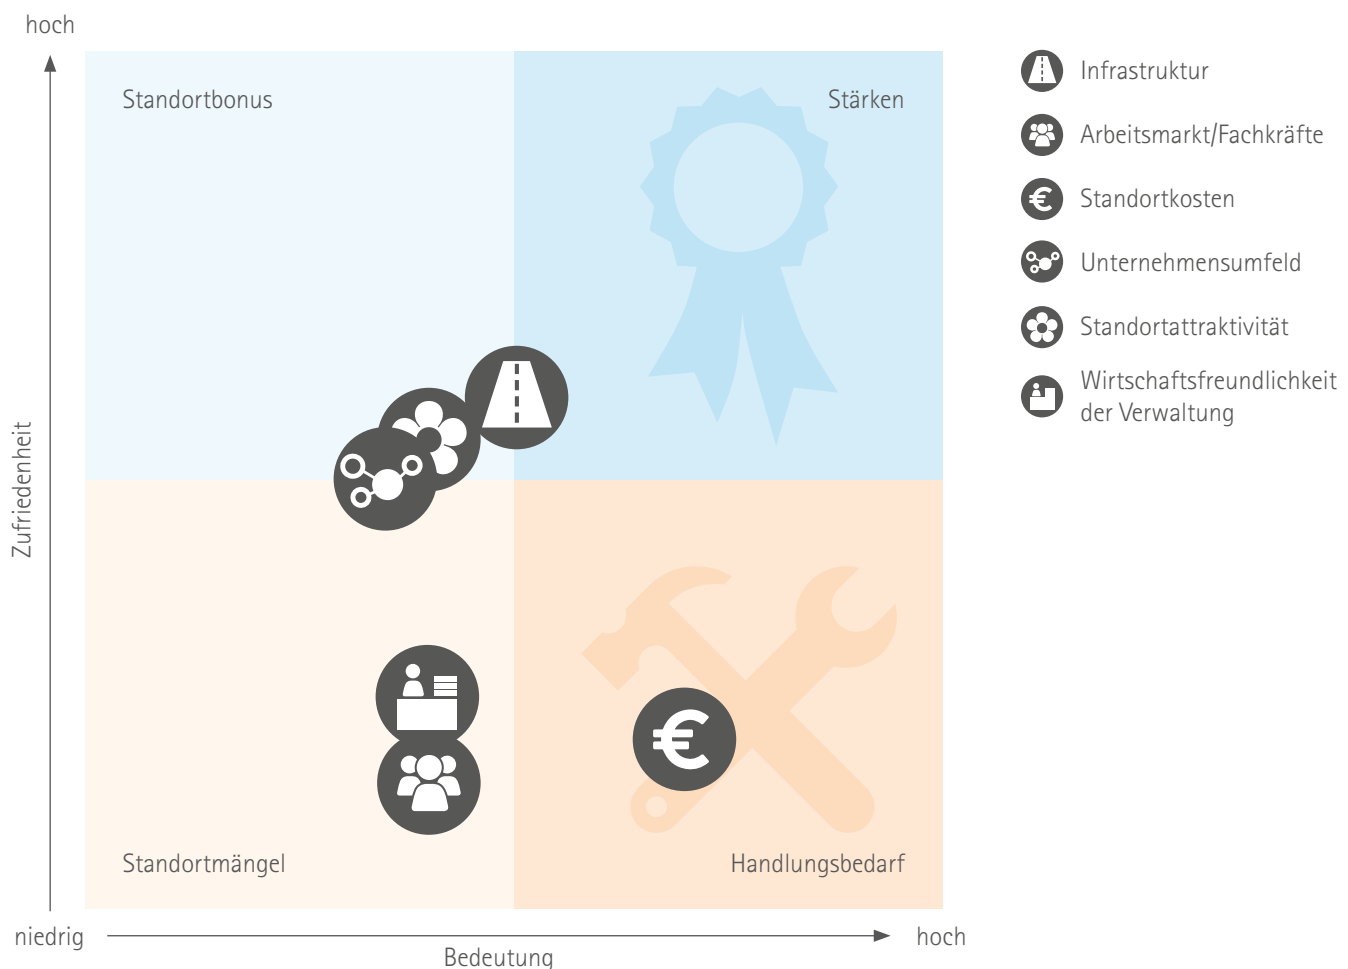 hoch
Standortbonus
Stärken
Zufriedenheit
Standortmängel
Handlungsbedarf
niedrig
hoch
Bedeutung
Infrastruktur
Arbeitsmarkt/Fachkräfte
€
Standortkosten
Unternehmensumfeld
Standortattraktivität
Wirtschaftsfreundlichkeit
der Verwaltung
€